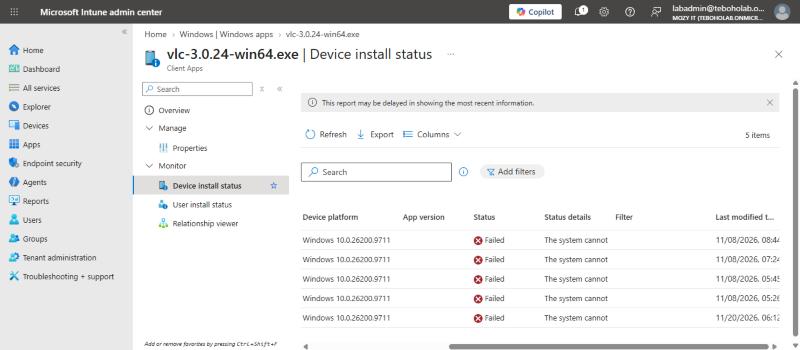 Microsoft Intune admin center
Copilot
1
labadmin@teboholab.on...
MOZY IT (TEBOHOLAB.ONMICR...
Home > Windows | Windows apps > vlc-3.0.24-win64.exe
vlc-3.0.24-win64.exe | Device install status ...
Client Apps
Home
Dashboard
All services
Explorer
Devices
Apps
Endpoint security
Agents
Reports
Users
Groups
Tenant administration
Troubleshooting + support
Search
Overview
Manage
Properties
Monitor
Device install status
User install status
Relationship viewer
Add or remove favorites by pressing Ctrl+Shift+F
This report may be delayed in showing the most recent information.
Refresh Export Columns 5 items
Search Add filters
Device platform App version Status Status details Filter Last modified t...
Windows 10.0.26200.9711 Failed The system cannot 11/08/2026, 08:44
Windows 10.0.26200.9711 Failed The system cannot 11/08/2026, 07:24
Windows 10.0.26200.9711 Failed The system cannot 11/08/2026, 05:45
Windows 10.0.26200.9711 Failed The system cannot 11/08/2026, 05:26
Windows 10.0.26200.9711 Failed The system cannot 11/20/2026, 06:12